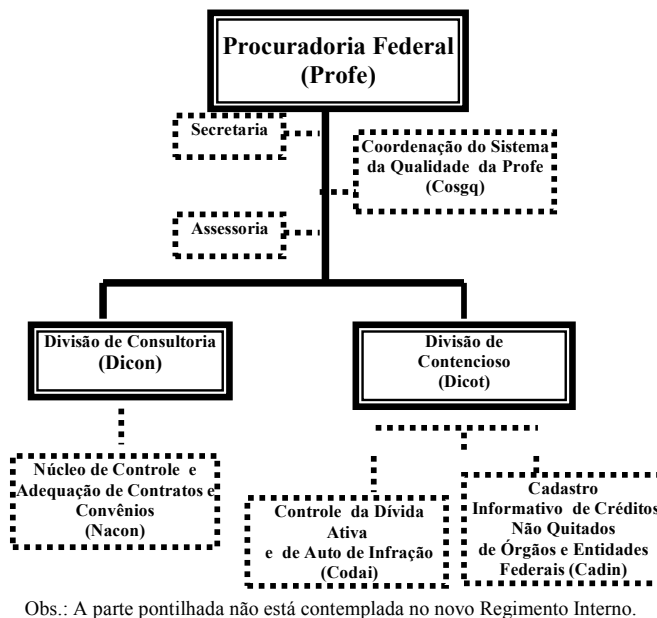 Procuradoria Federal
(Profe)
Secretaria
Coordenação do Sistema
da Qualidade da Profe
(Cosgq)
Assessoria
Divisão de Consultoria
(Dicon)
Divisão de
Contencioso
(Dicot)
Núcleo de Controle e
Adequação de Contratos e
Convênios
(Nacon)
Controle da Dívida
Ativa
e de Auto de Infração
(Codai)
Cadastro
Informativo de Créditos
Não Quitados
de Órgãos e Entidades
Federais (Cadin)
Obs.: A parte pontilhada não está contemplada no novo Regimento Interno.